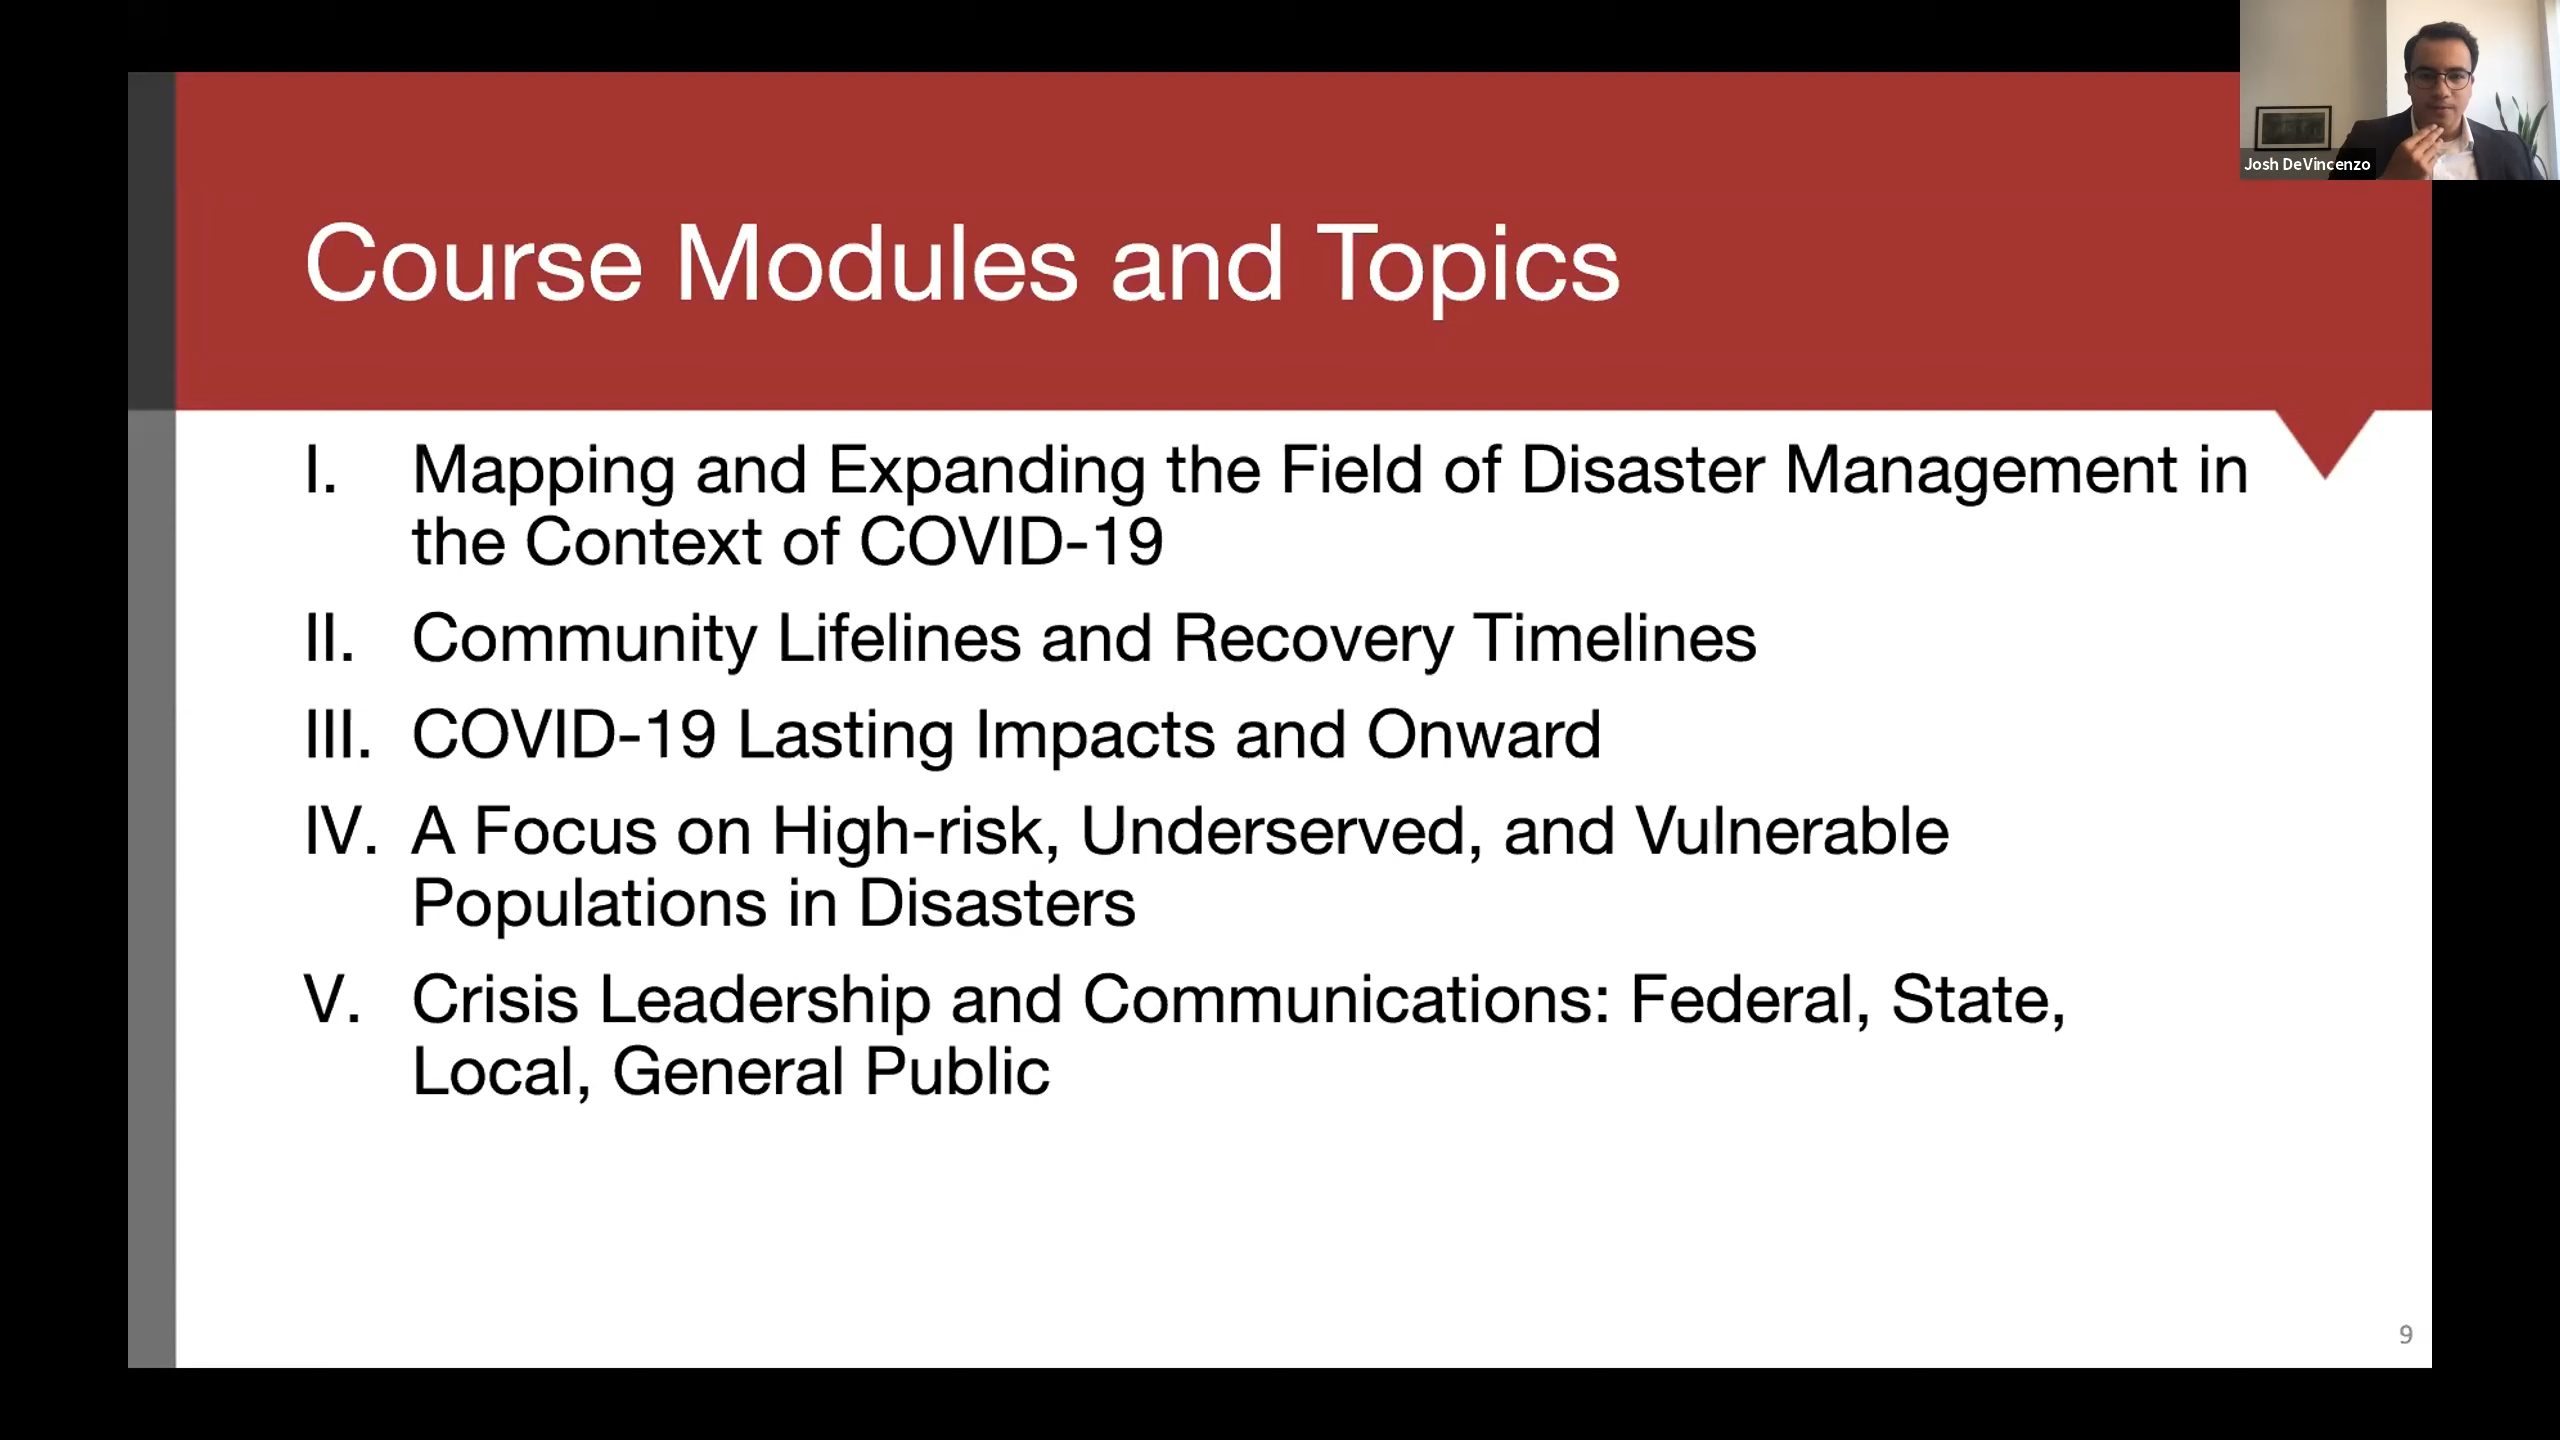 Josh DeVincenzo
Course Modules and Topics
I. Mapping and Expanding the Field of Disaster Management in
the Context of COVID-19
II. Community Lifelines and Recovery Timelines
III. COVID-19 Lasting Impacts and Onward
IV. A Focus on High-risk, Underserved, and Vulnerable
Populations in Disasters
V. Crisis Leadership and Communications: Federal, State,
Local, General Public
9